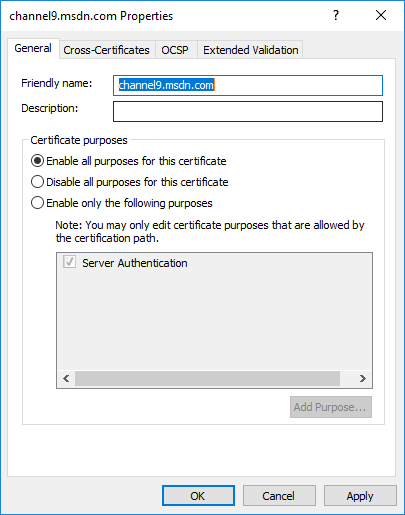 channel9.msdn.com Properties
General Cross-Certificates OCSP Extended Validation
Friendly name: channel9.msdn.com
Description:
Certificate purposes
Enable all purposes for this certificate
Disable all purposes for this certificate
Enable only the following purposes
Note: You may only edit certificate purposes that are allowed by
the certification path.
Server Authentication
Add Purpose...
OK Cancel Apply